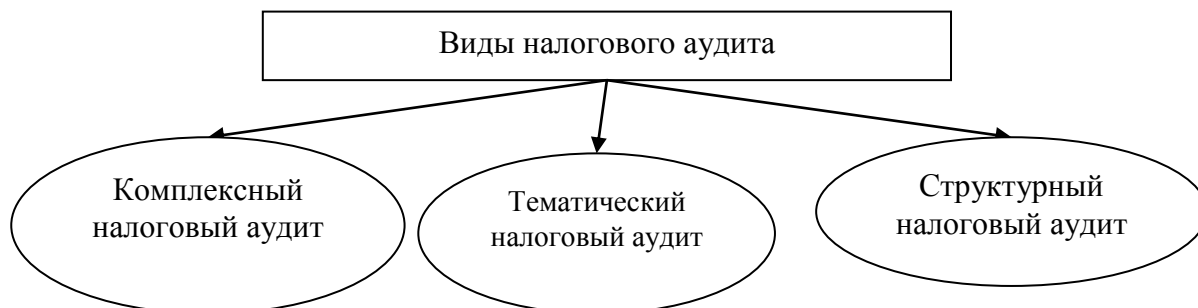 Виды налогового аудита
Комплексный
налоговый аудит
Тематический
налоговый аудит
Структурный
налоговый аудит